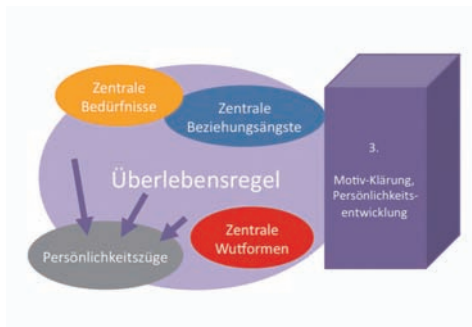 Zentrale
Bedürfnisse
Zentrale
Beziehungsängste
3.
Motiv-Klärung,
Persönlichkeits-
entwicklung
Überlebensregel
Zentrale
Wutformen
Persönlichkeitszüge